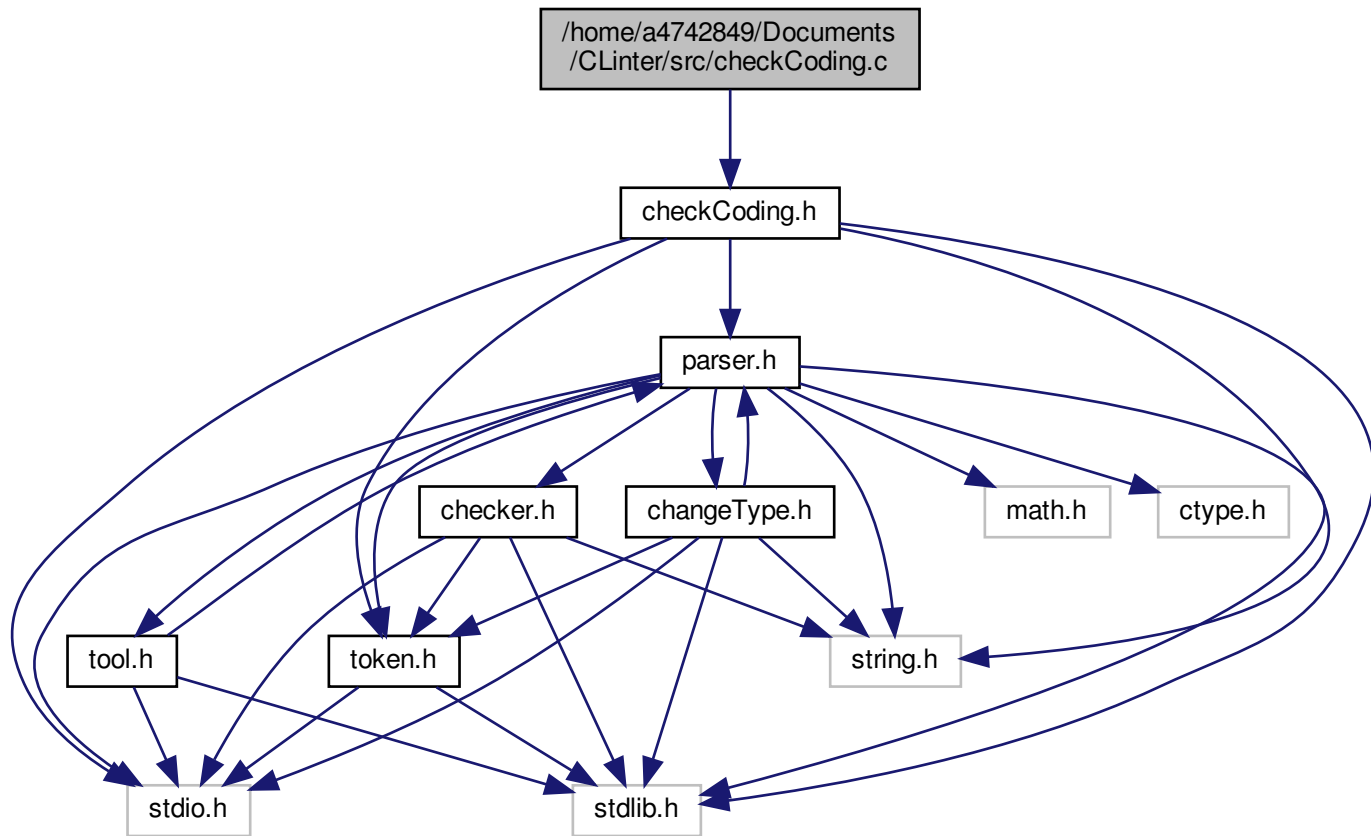 /home/a4742849/Documents
/CLinter/src/checkCoding.c
checkCoding.h
parser.h
checker.h
changeType.h
math.h
ctype.h
tool.h
token.h
string.h
stdio.h
stdlib.h